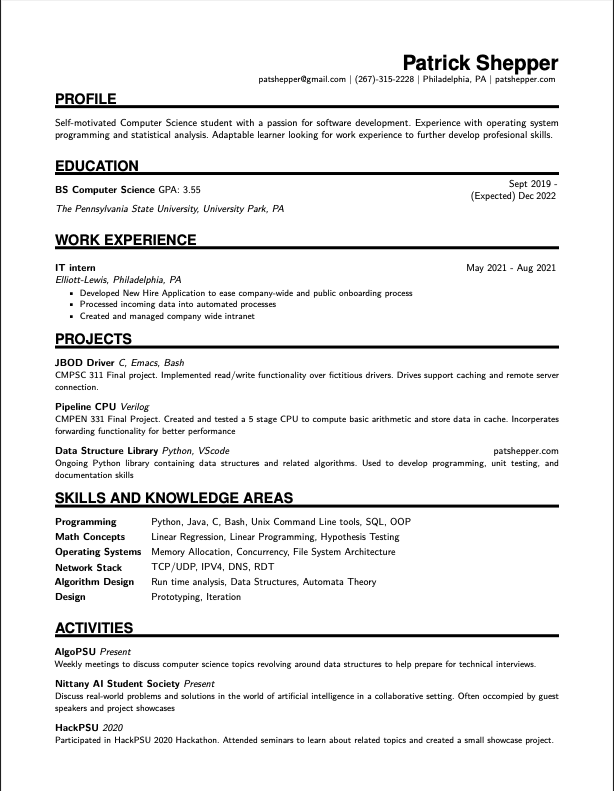 Patrick Shepper
patshepper@gmail.com | (267)-315-2228 | Philadelphia, PA | patshepper.com
PROFILE
Self-motivated Computer Science student with a passion for software development. Experience with operating system
programming and statistical analysis. Adaptable learner looking for work experience to further develop profesional skills.
EDUCATION
BS Computer Science GPA: 3.55
Sept 2019 -
(Expected) Dec 2022
The Pennsylvania State University, University Park, PA
WORK EXPERIENCE
IT intern May 2021 - Aug 2021
Elliott-Lewis, Philadelphia, PA
▪ Developed New Hire Application to ease company-wide and public onboarding process
▪ Processed incoming data into automated processes
▪ Created and managed company wide intranet
PROJECTS
JBOD Driver C, Emacs, Bash
CMPSC 311 Final project. Implemented read/write functionality over fictitious drivers. Drives support caching and remote server
connection.
Pipeline CPU Verilog
CMPEN 331 Final Project. Created and tested a 5 stage CPU to compute basic arithmetic and store data in cache. Incorperates
forwarding functionality for better performance
Data Structure Library Python, VScode patshepper.com
Ongoing Python library containing data structures and related algorithms. Used to develop programming, unit testing, and
documentation skills
SKILLS AND KNOWLEDGE AREAS
Programming Python, Java, C, Bash, Unix Command Line tools, SQL, OOP
Math Concepts Linear Regression, Linear Programming, Hypothesis Testing
Operating Systems Memory Allocation, Concurrency, File System Architecture
Network Stack TCP/UDP, IPV4, DNS, RDT
Algorithm Design Run time analysis, Data Structures, Automata Theory
Design Prototyping, Iteration
ACTIVITIES
AlgoPSU Present
Weekly meetings to discuss computer science topics revolving around data structures to help prepare for technical interviews.
Nittany AI Student Society Present
Discuss real-world problems and solutions in the world of artificial intelligence in a collaborative setting. Often occompied by guest
speakers and project showcases
HackPSU 2020
Participated in HackPSU 2020 Hackathon. Attended seminars to learn about related topics and created a small showcase project.